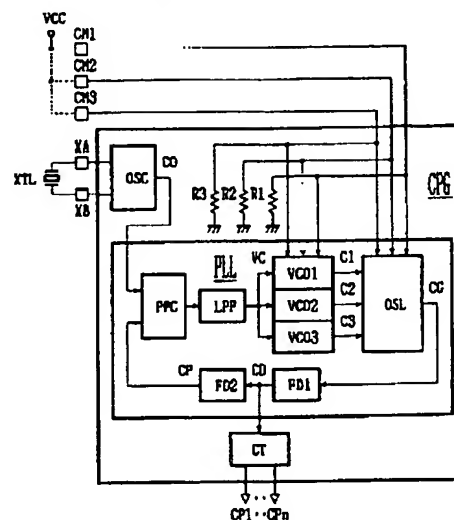 VCC
CM1
CM2
CM3
XA
CO
XTL
OSC
XB
R3 R2 R1
CPG
PLL
VC
VCO1
C1
PFC
LPF
VCO2
C2
OSL
CG
VCO3
C3
CP
CD
FD2
FD1
CT
CP1··CPn